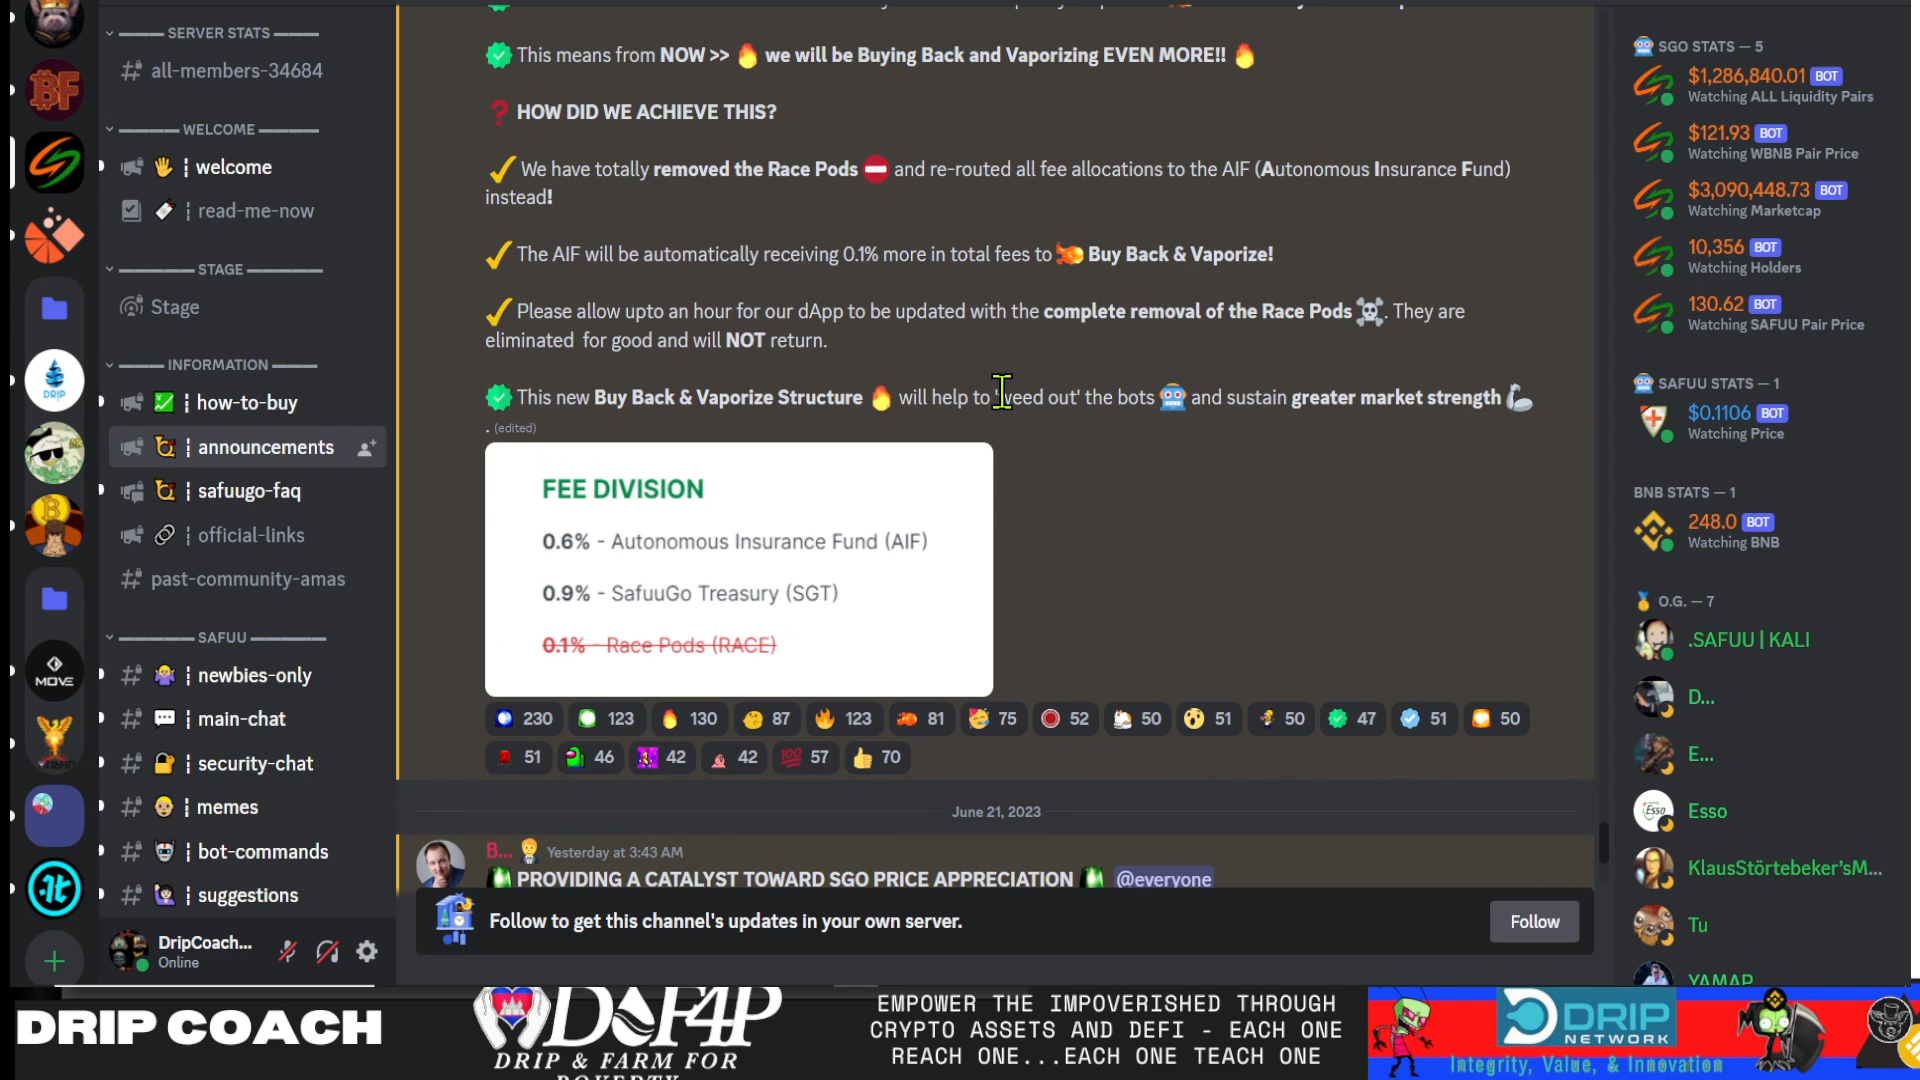 SERVER STATS
all-members-34684
WELCOME
welcome
read-me-now
STAGE
Stage
INFORMATION
how-to-buy
announcements
safuugo-faq
official-links
past-community-amas
SAFUU
newbies-only
main-chat
security-chat
memes
bot-commands
suggestions
DripCoach...
Online
BF
DRIP
MOVE
This means from NOW >> we will be Buying Back and Vaporizing EVEN MORE!!
HOW DID WE ACHIEVE THIS?
We have totally removed the Race Pods and re-routed all fee allocations to the AIF (Autonomous Insurance Fund)
instead!
The AIF will be automatically receiving 0.1% more in total fees to Buy Back & Vaporize!
Please allow upto an hour for our dApp to be updated with the complete removal of the Race Pods. They are
eliminated for good and will NOT return.
This new Buy Back & Vaporize Structure will help to 'weed out' the bots and sustain greater market strength
. (edited)
FEE DIVISION
0.6% - Autonomous Insurance Fund (AIF)
0.9% - SafuuGo Treasury (SGT)
0.1% - Race Pods (RACE)
230 123 130 87 123 81 75 52 50 51 50 47 51 50
51 46 42 42 57 70
June 21, 2023
B... Yesterday at 3:43 AM
PROVIDING A CATALYST TOWARD SGO PRICE APPRECIATION @everyone
Follow to get this channel's updates in your own server.
Follow
SGO STATS — 5
$1,286,840.01 BOT
Watching ALL Liquidity Pairs
$121.93 BOT
Watching WBNB Pair Price
$3,090,448.73 BOT
Watching Marketcap
10,356 BOT
Watching Holders
130.62 BOT
Watching SAFUU Pair Price
SAFUU STATS — 1
$0.1106 BOT
Watching Price
BNB STATS — 1
248.0 BOT
Watching BNB
O.G. — 7
.SAFUU | KALI
D...
E...
Esso
Esso
KlausStörtebeker'sM...
Tu
YAMAP
DRIP COACH
DRIP & FARM FOR
POVERTY
EMPOWER THE IMPOVERISHED THROUGH
CRYPTO ASSETS AND DEFI - EACH ONE
REACH ONE...EACH ONE TEACH ONE
DRIP
NETWORK
Integrity, Value, & Innovation